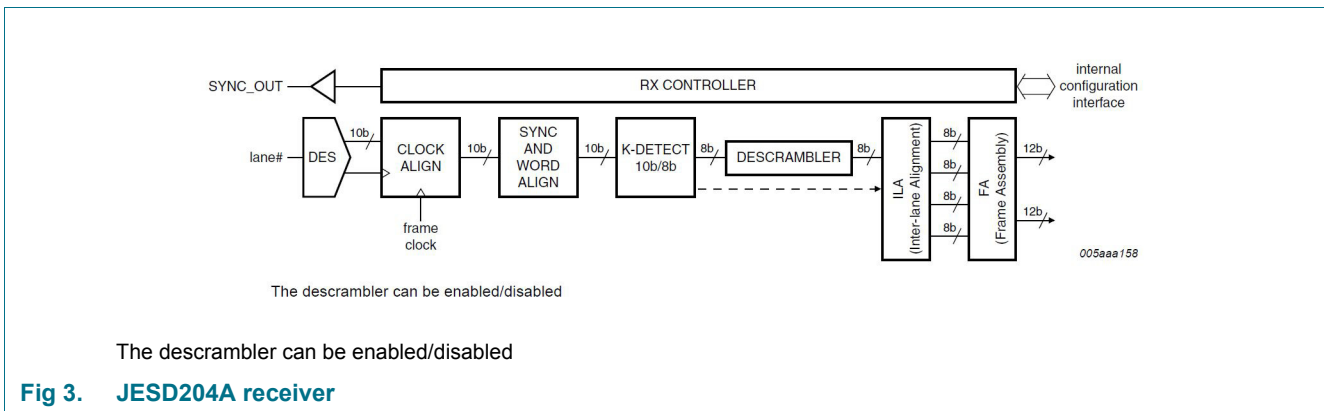 SYNC_OUT
RX CONTROLLER
internal
configuration
interface
lane#
DES
10b
CLOCK
ALIGN
frame
clock
10b
SYNC
AND
WORD
ALIGN
10b
K-DETECT
10b/8b
8b
DESCRAMBLER
8b
ILA
(Inter-lane Alignment)
8b
8b
8b
8b
FA
(Frame Assembly)
12b
12b
005aaa158
The descrambler can be enabled/disabled
The descrambler can be enabled/disabled
Fig 3. JESD204A receiver